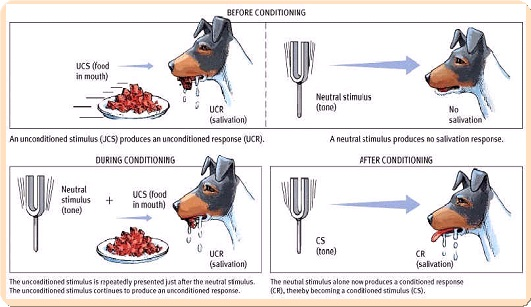 BEFORE CONDITIONING
UCS (food
in mouth)
UCR
(salivation)
An unconditioned stimulus (UCS) produces an unconditioned response (UCR).
Neutral stimulus
(tone)
No
salivation
A neutral stimulus produces no salivation response.
DURING CONDITIONING
Neutral
stimulus
(tone)
+
UCS (food
in mouth)
UCR
(salivation)
The unconditioned stimulus is repeatedly presented just after the neutral stimulus.
The unconditioned stimulus continues to produce an unconditioned response.
AFTER CONDITIONING
CS
(tone)
CR
(salivation)
The neutral stimulus alone now produces a conditioned response
(CR), thereby becoming a conditioned stimulus (CS).